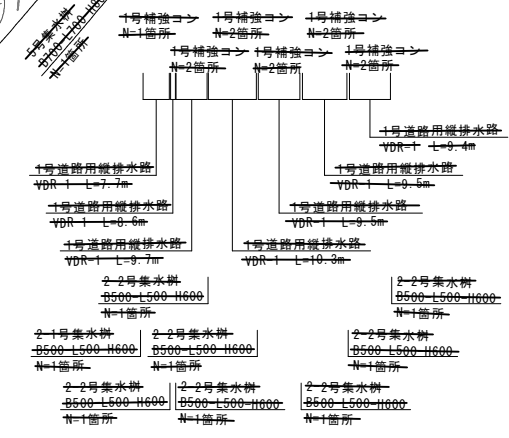 5号集水桝
B700-L700-H800
N=1箇所
1号補強コン
N=1箇所
1号補強コン
N=2箇所
1号補強コン
N=2箇所
1号補強コン
N=2箇所
1号補強コン
N=2箇所
1号補強コン
N=2箇所
1号道路用縦排水路
VDR-1 L=9.4m
1号道路用縦排水路
VDR-1 L=7.7m
1号道路用縦排水路
VDR-1 L=9.5m
1号道路用縦排水路
VDR-1 L=8.6m
1号道路用縦排水路
VDR-1 L=9.5m
1号道路用縦排水路
VDR-1 L=9.7m
1号道路用縦排水路
VDR-1 L=10.3m
2-2号集水桝
B500-L500-H600
N=1箇所
2-2号集水桝
B500-L500-H600
N=1箇所
2-1号集水桝
B500-L500-H600
N=1箇所
2-2号集水桝
B500-L500-H600
N=1箇所
2-2号集水桝
B500-L500-H600
N=1箇所
2-2号集水桝
B500-L500-H600
N=1箇所
2-2号集水桝
B500-L500-H600
N=1箇所
2-2号集水桝
B500-L500-H600
N=1箇所